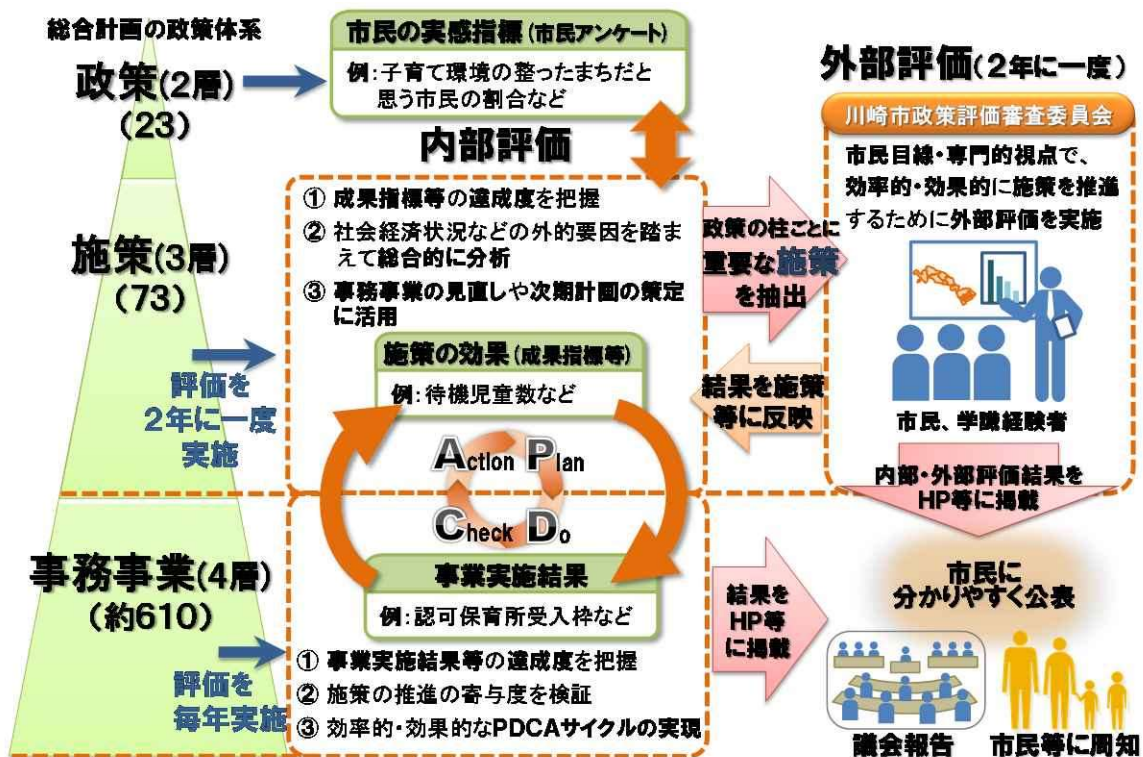 総合計画の政策体系
政策(2層)
(23)
施策(3層)
(73)
評価を
2年に一度
実施
事務事業(4層)
(約610)
評価を
毎年実施
市民の実感指標(市民アンケート)
例:子育て環境の整ったまちだと
思う市民の割合など
内部評価
① 成果指標等の達成度を把握
② 社会経済状況などの外的要因を踏ま
えて総合的に分析
③ 事務事業の見直しや次期計画の策定
に活用
施策の効果(成果指標等)
例:待機児童数など
Action Plan
Check Do
事業実施結果
例:認可保育所受入枠など
① 事業実施結果等の達成度を把握
② 施策の推進の寄与度を検証
③ 効率的・効果的なPDCAサイクルの実現
政策の柱ごとに
重要な施策
を抽出
結果を施策
等に反映
結果を
HP等
に掲載
外部評価(2年に一度)
川崎市政策評価審査委員会
市民目線・専門的視点で、
効率的・効果的に施策を推進
するために外部評価を実施
市民、学識経験者
内部・外部評価結果を
HP等に掲載
市民に
分かりやすく公表
議会報告
市民等に周知